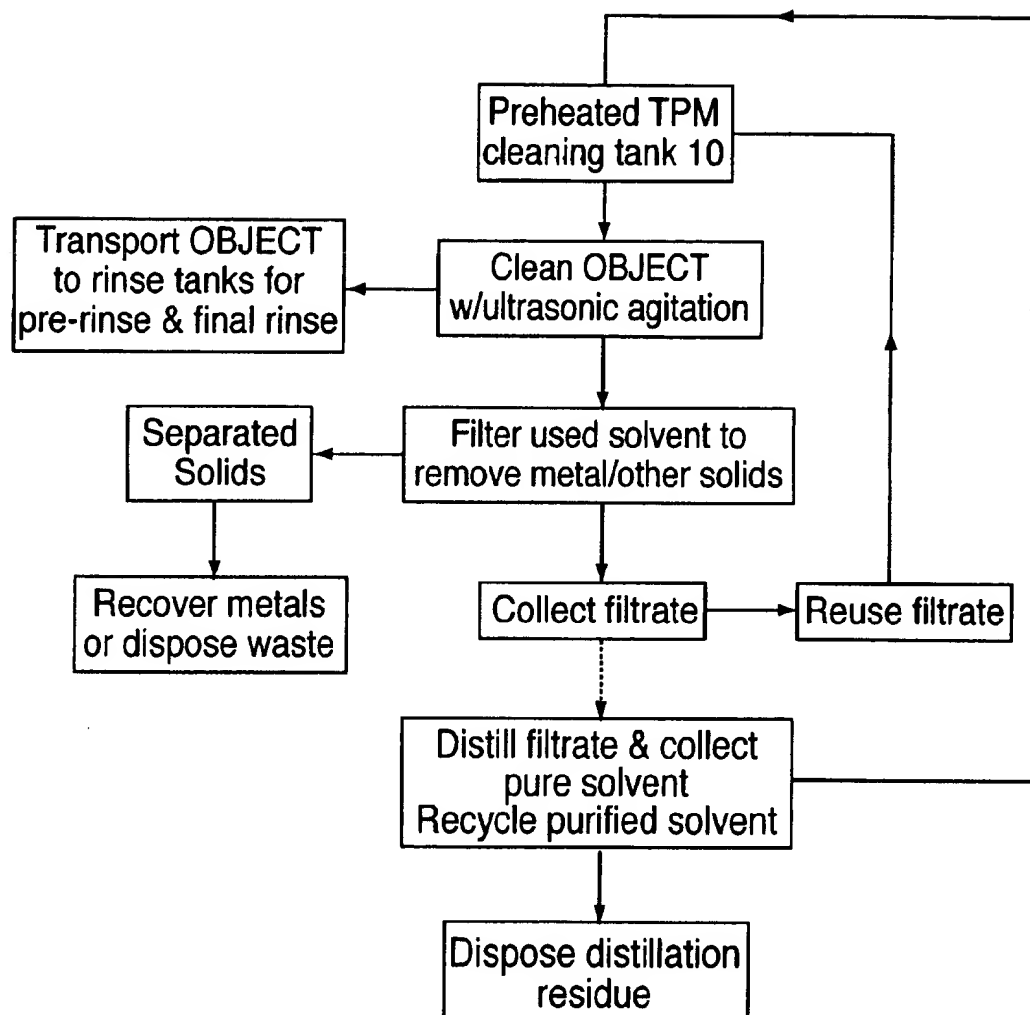 Preheated TPM
cleaning tank 10
Transport OBJECT
to rinse tanks for
pre-rinse & final rinse
Clean OBJECT
w/ultrasonic agitation
Separated
Solids
Filter used solvent to
remove metal/other solids
Recover metals
or dispose waste
Collect filtrate
Reuse filtrate
Distill filtrate & collect
pure solvent
Recycle purified solvent
Dispose distillation
residue